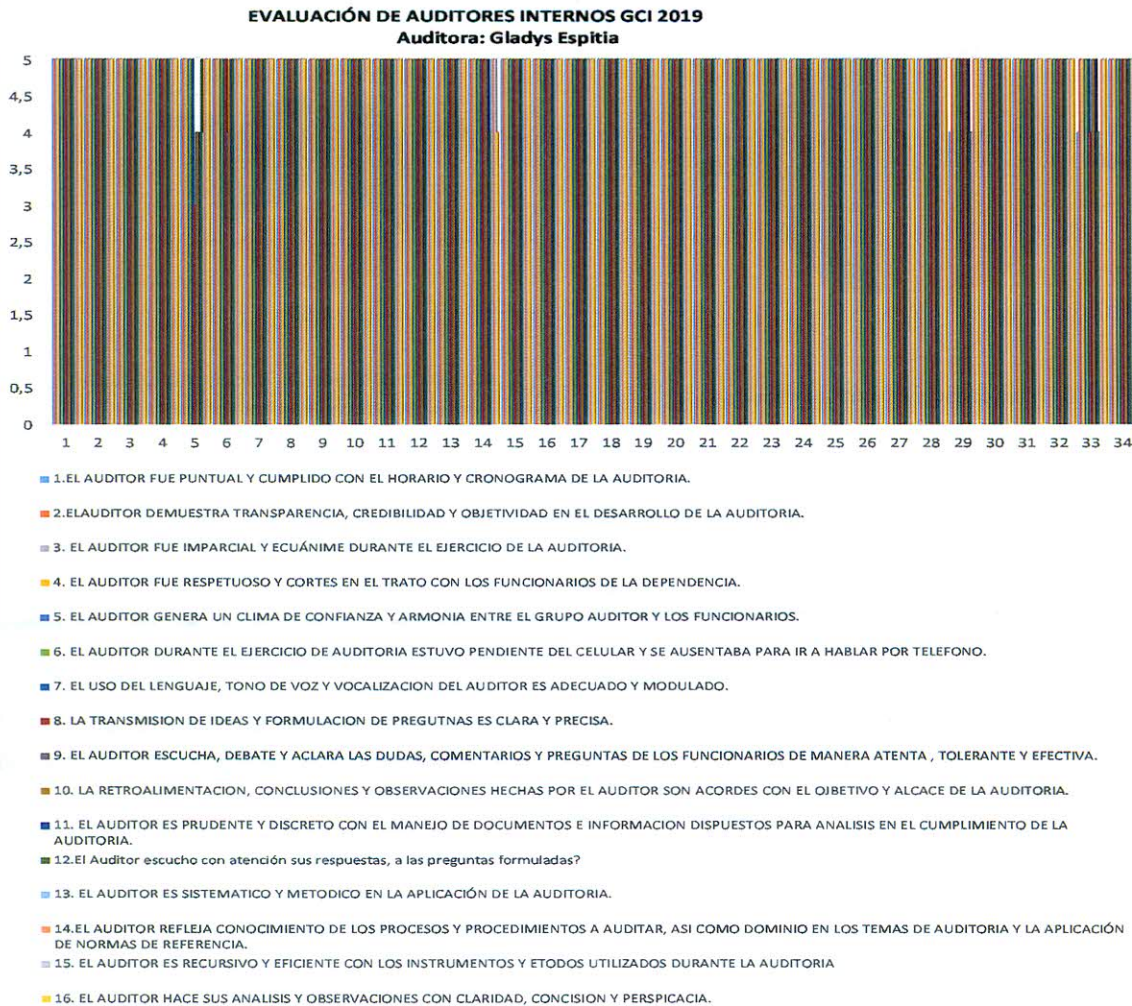 EVALUACIÓN DE AUDITORES INTERNOS GCI 2019
Auditora: Gladys Espitia
5
4,5
4
3,5
3
2,5
2
1,5
1
0,5
0
1 2 3 4 5 6 7 8 9 10 11 12 13 14 15 16 17 18 19 20 21 22 23 24 25 26 27 28 29 30 31 32 33 34
1.EL AUDITOR FUE PUNTUAL Y CUMPLIDO CON EL HORARIO Y CRONOGRAMA DE LA AUDITORIA.
2.ELAUDITOR DEMUESTRA TRANSPARENCIA, CREDIBILIDAD Y OBJETIVIDAD EN EL DESARROLLO DE LA AUDITORIA.
3. EL AUDITOR FUE IMPARCIAL Y ECUÁNIME DURANTE EL EJERCICIO DE LA AUDITORIA.
4. EL AUDITOR FUE RESPETUOSO Y CORTES EN EL TRATO CON LOS FUNCIONARIOS DE LA DEPENDENCIA.
5. EL AUDITOR GENERA UN CLIMA DE CONFIANZA Y ARMONIA ENTRE EL GRUPO AUDITOR Y LOS FUNCIONARIOS.
6. EL AUDITOR DURANTE EL EJERCICIO DE AUDITORIA ESTUVO PENDIENTE DEL CELULAR Y SE AUSENTABA PARA IR A HABLAR POR TELEFONO.
7. EL USO DEL LENGUAJE, TONO DE VOZ Y VOCALIZACION DEL AUDITOR ES ADECUADO Y MODULADO.
8. LA TRANSMISION DE IDEAS Y FORMULACION DE PREGUTNAS ES CLARA Y PRECISA.
9. EL AUDITOR ESCUCHA, DEBATE Y ACLARA LAS DUDAS, COMENTARIOS Y PREGUNTAS DE LOS FUNCIONARIOS DE MANERA ATENTA , TOLERANTE Y EFECTIVA.
10. LA RETROALIMENTACION, CONCLUSIONES Y OBSERVACIONES HECHAS POR EL AUDITOR SON ACORDES CON EL OJBETIVO Y ALCACE DE LA AUDITORIA.
11. EL AUDITOR ES PRUDENTE Y DISCRETO CON EL MANEJO DE DOCUMENTOS E INFORMACION DISPUESTOS PARA ANALISIS EN EL CUMPLIMIENTO DE LA
AUDITORIA.
12.El Auditor escucho con atención sus respuestas, a las preguntas formuladas?
13. EL AUDITOR ES SISTEMATICO Y METODICO EN LA APLICACIÓN DE LA AUDITORIA.
14.EL AUDITOR REFLEJA CONOCIMIENTO DE LOS PROCESOS Y PROCEDIMIENTOS A AUDITAR, ASI COMO DOMINIO EN LOS TEMAS DE AUDITORIA Y LA APLICACIÓN
DE NORMAS DE REFERENCIA.
15. EL AUDITOR ES RECURSIVO Y EFICIENTE CON LOS INSTRUMENTOS Y ETODOS UTILIZADOS DURANTE LA AUDITORIA
16. EL AUDITOR HACE SUS ANALISIS Y OBSERVACIONES CON CLARIDAD, CONCISION Y PERSPICACIA.